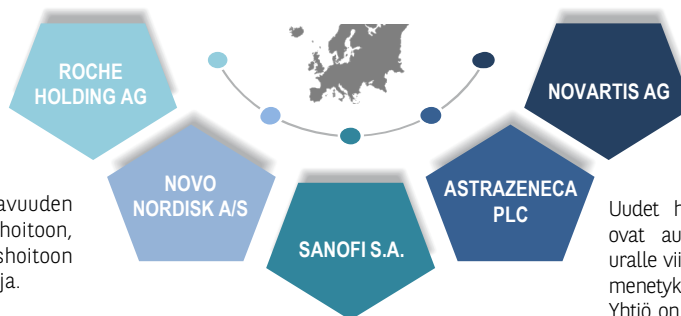 ROCHE
HOLDING AG
NOVARTIS AG
NOVO
NORDISK A/S
ASTRAZENECA
PLC
SANOFI S.A.
avuuden
hoitoon,
shoitoon
ja.
Uudet h
ovat au
uralle vii
menetyk
Yhtiö on